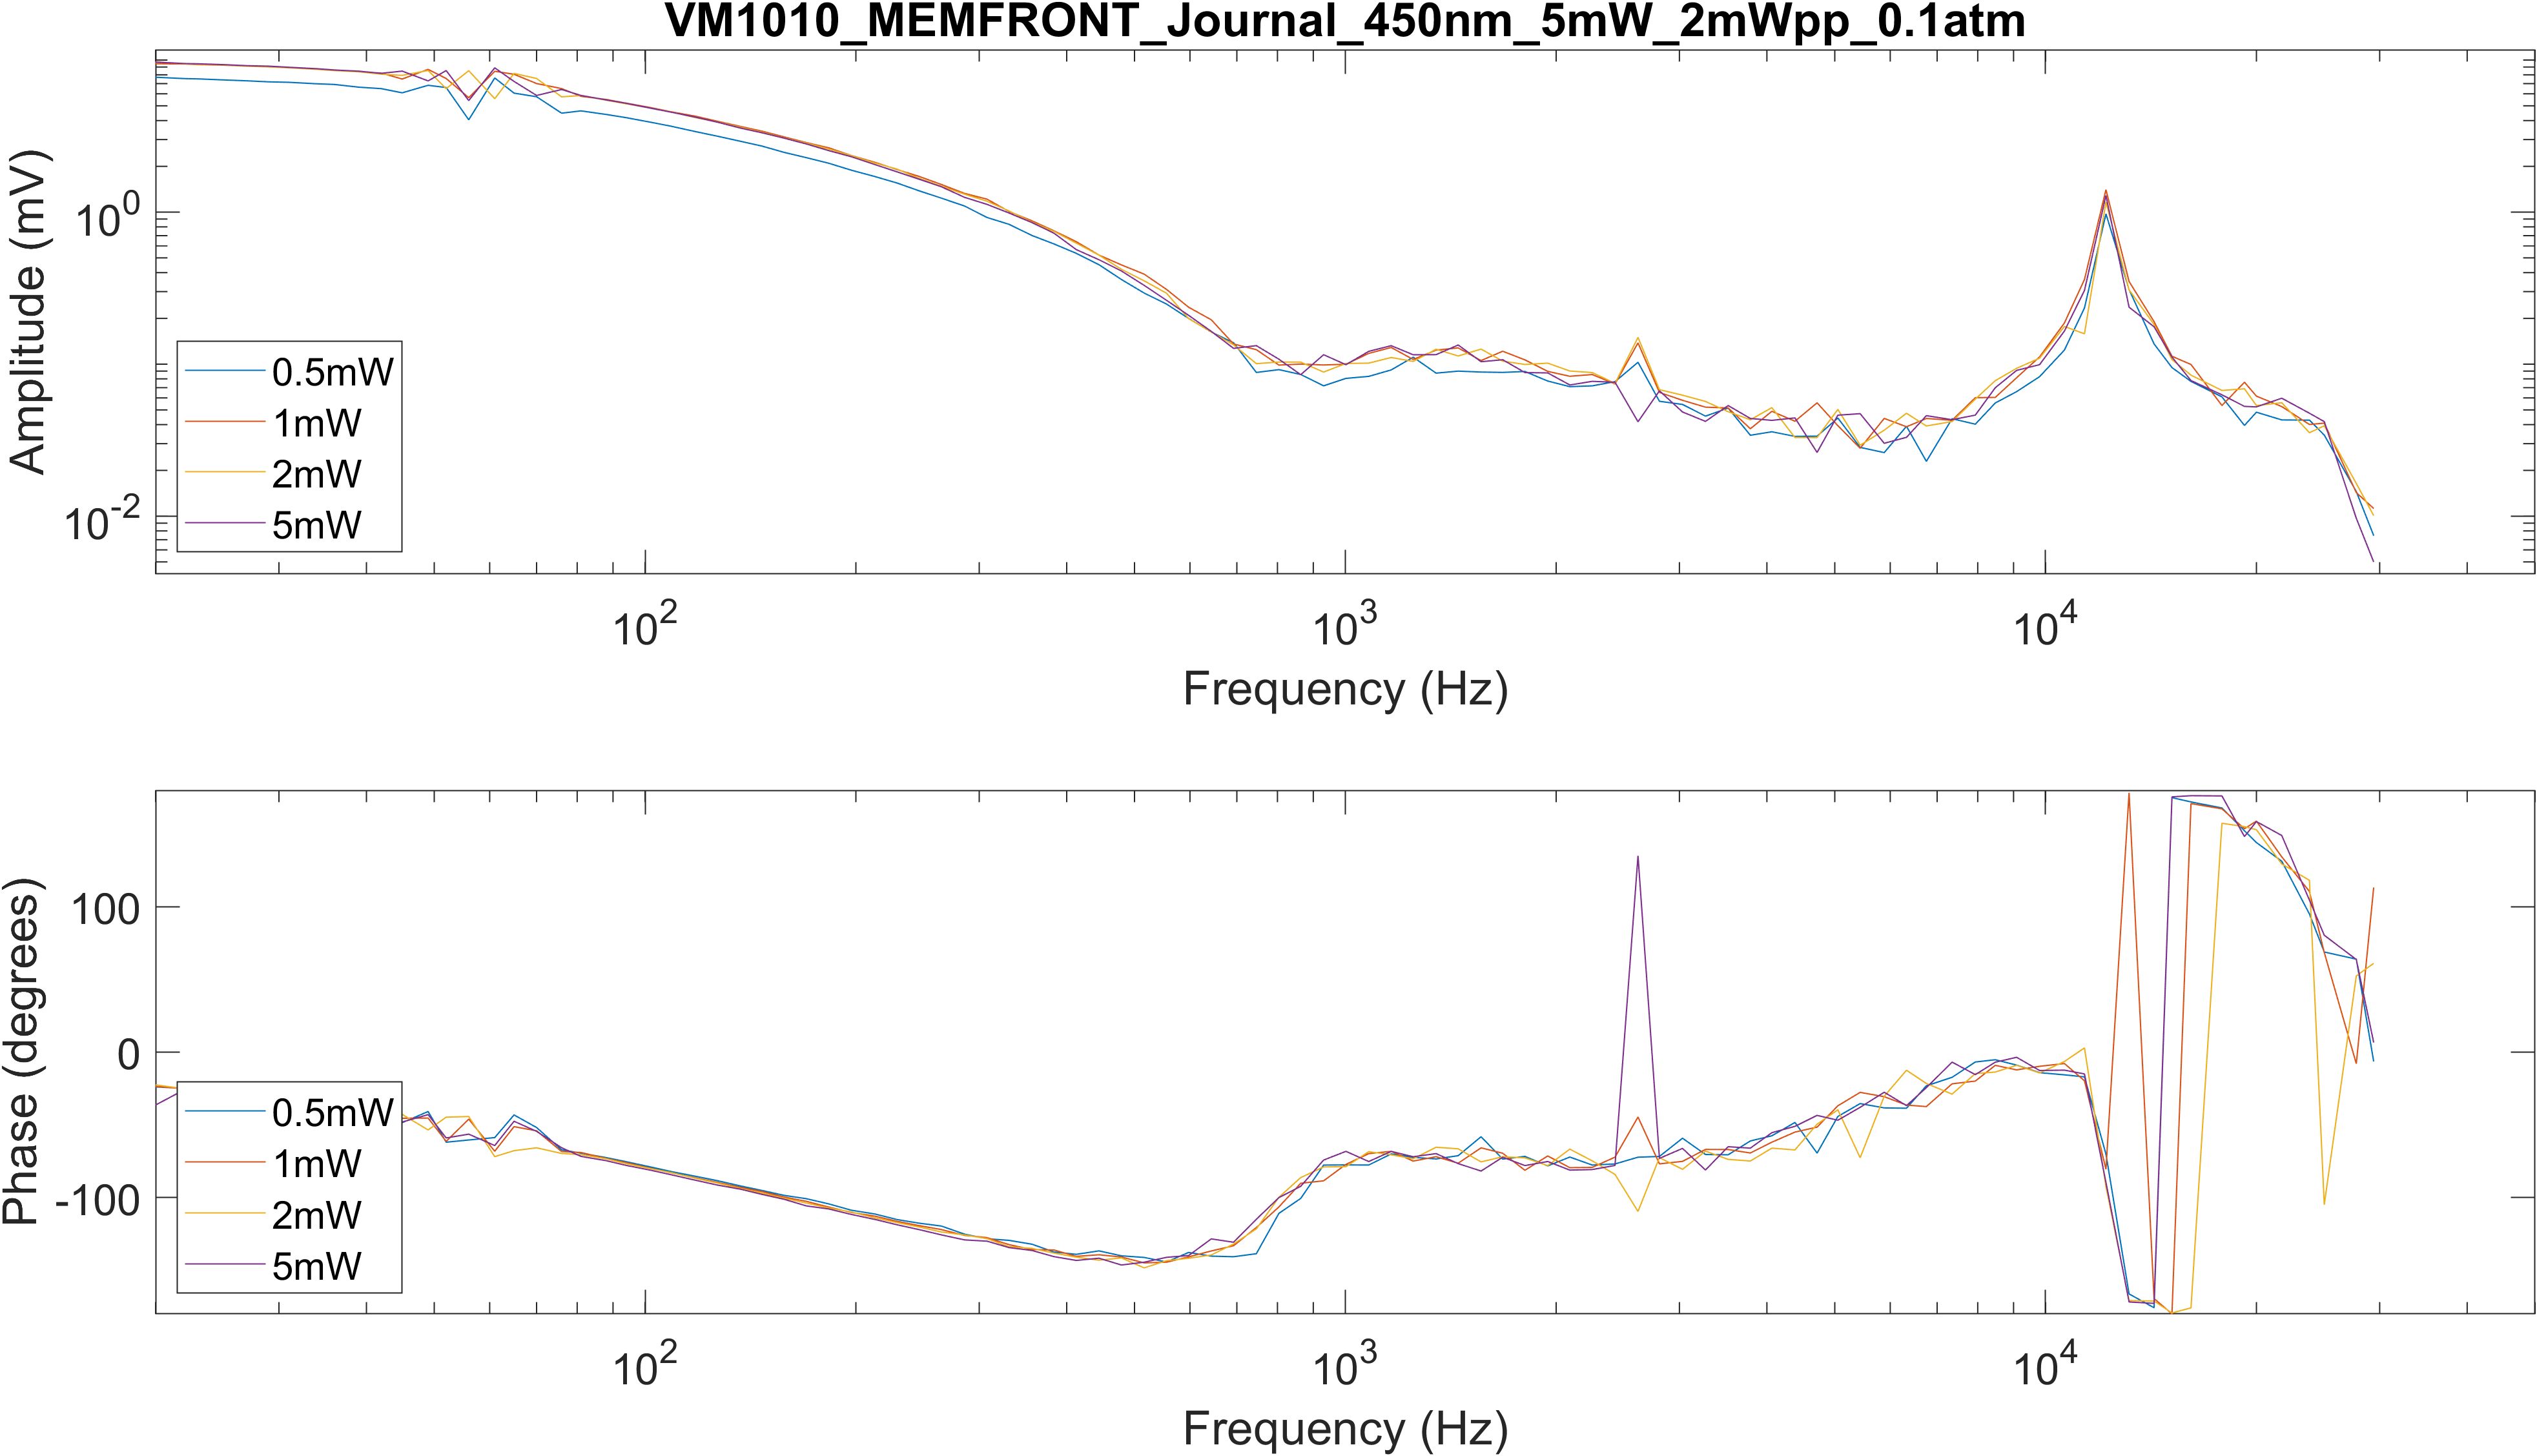 VM1010_MEMFRONT_Journal_450nm_5mW_2mWpp_0.1atm
Amplitude (mV)
10^0
10^-2
0.5mW
1mW
2mW
5mW
10^2
10^3
10^4
Frequency (Hz)
Phase (degrees)
100
0
-100
0.5mW
1mW
2mW
5mW
10^2
10^3
10^4
Frequency (Hz)